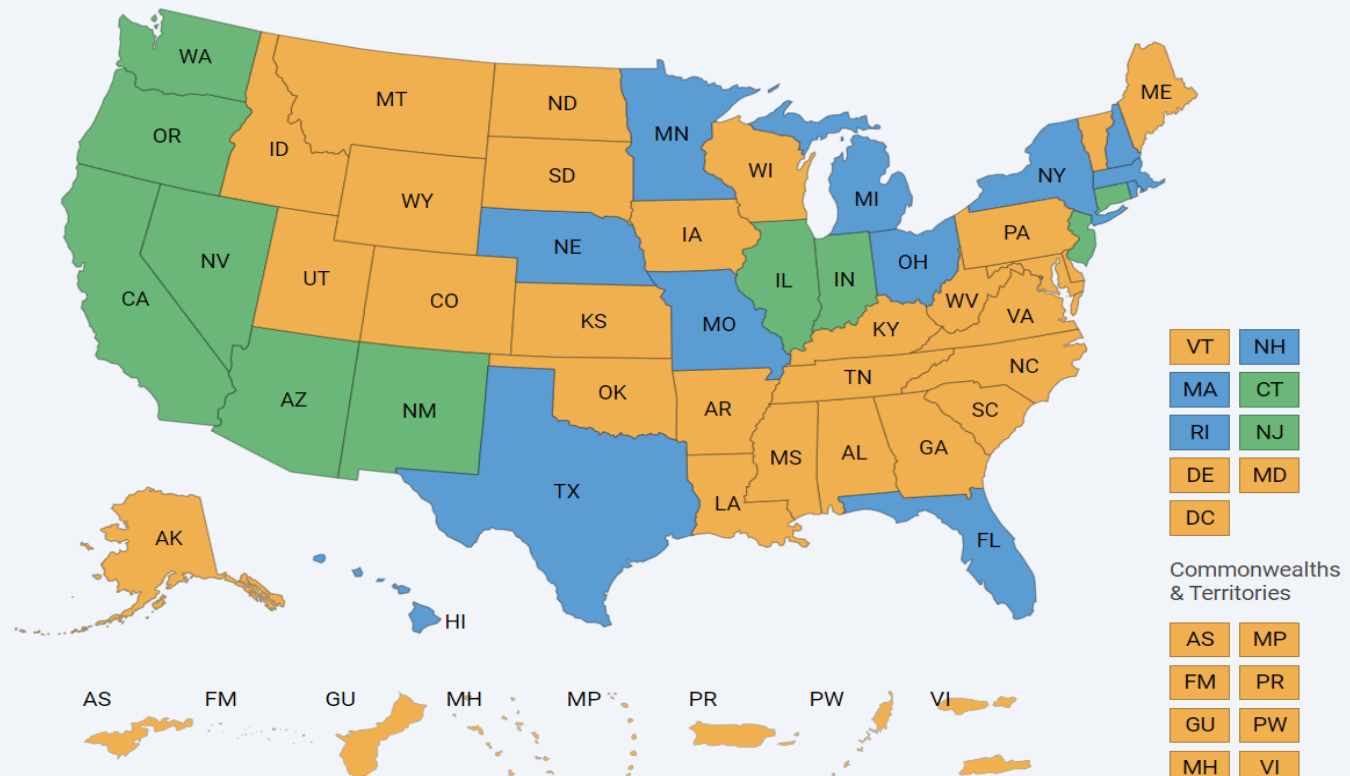 WA
MT
ND
ME
OR
ID
MN
SD
WI
NY
WY
MI
IA
PA
NE
OH
NV
UT
IL
IN
CA
CO
WV
KS
MO
KY
VA
TN
NC
AZ
NM
OK
AR
SC
MS
AL
GA
TX
LA
AK
FL
HI
VT NH
MA CT
RI NJ
DE MD
DC
Commonwealths
& Territories
AS MP
FM PR
GU PW
MH VI
AS FM GU MH MP PR PW VI